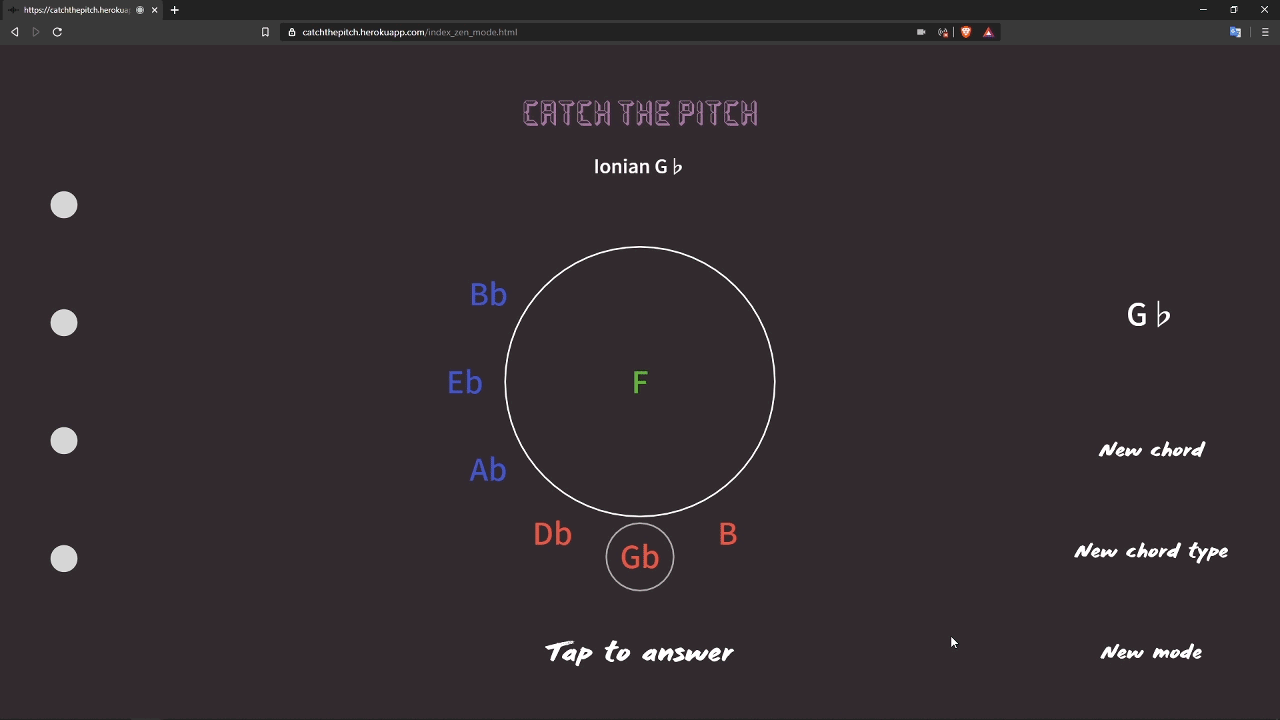 https://catchthepitch.heroku
catchthepitch.herokuapp.com/index_zen_mode.html
CATCH THE PITCH
Ionian G♭
Bb
G♭
Eb
F
Ab
New chord
Db
B
Gb
New chord type
Tap to answer
New mode